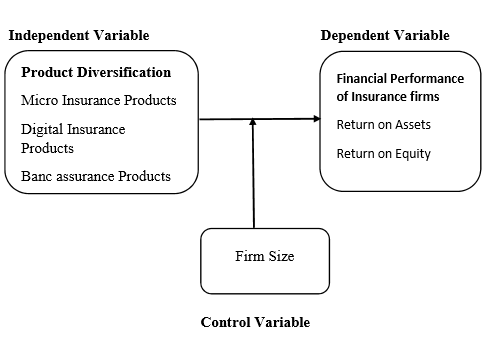 Independent Variable
Product Diversification
Micro Insurance Products
Digital Insurance
Products
Banc assurance Products
Dependent Variable
Financial Performance
of Insurance firms
Return on Assets
Return on Equity
Firm Size
Control Variable